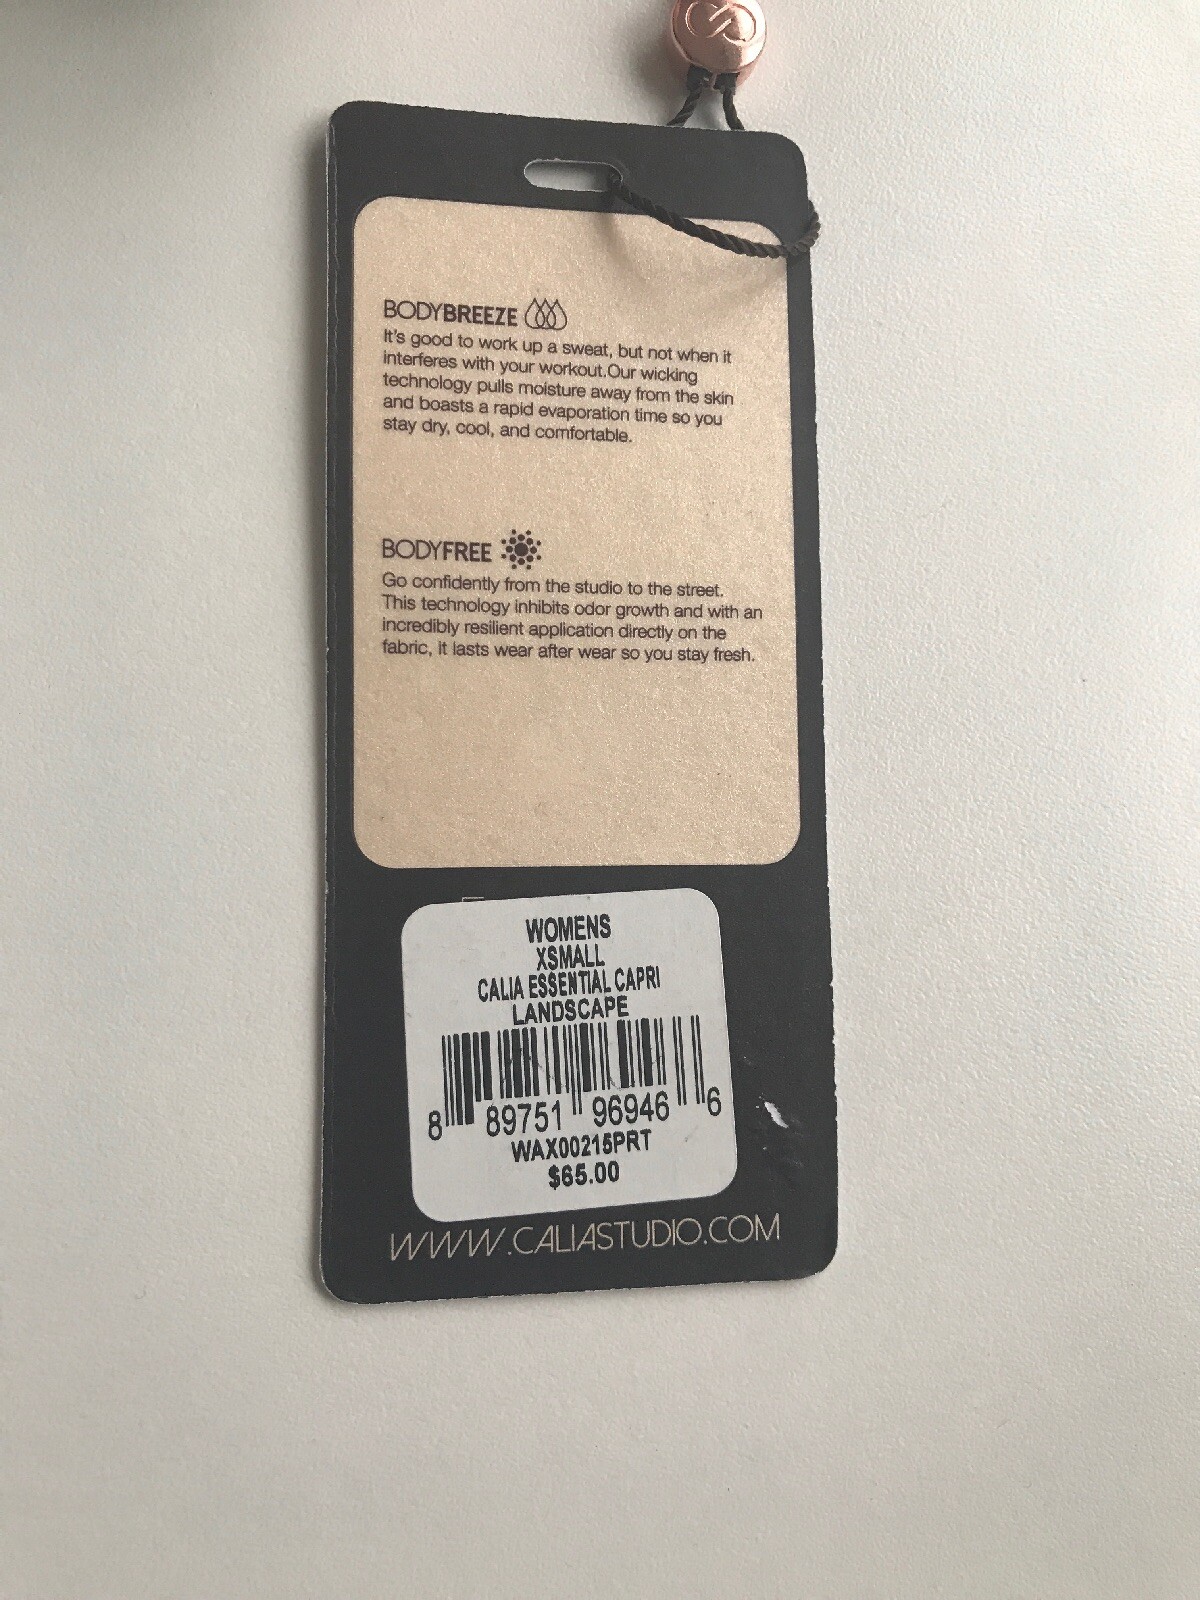 BODYBREEZE
It's good to work up a sweat, but not when it
interferes with your workout.Our wicking
technology pulls moisture away from the skin
and boasts a rapid evaporation time so you
stay dry, cool, and comfortable.
BODYFREE
Go confidently from the studio to the street.
This technology inhibits odor growth and with an
incredibly resilient application directly on the
fabric, it lasts wear after wear so you stay fresh.
WOMENS
XSMALL
CALIA ESSENTIAL CAPRI
LANDSCAPE
8 89751 96946 6
WAX00215PRT
$65.00
WWW.CALIASTUDIO.COM